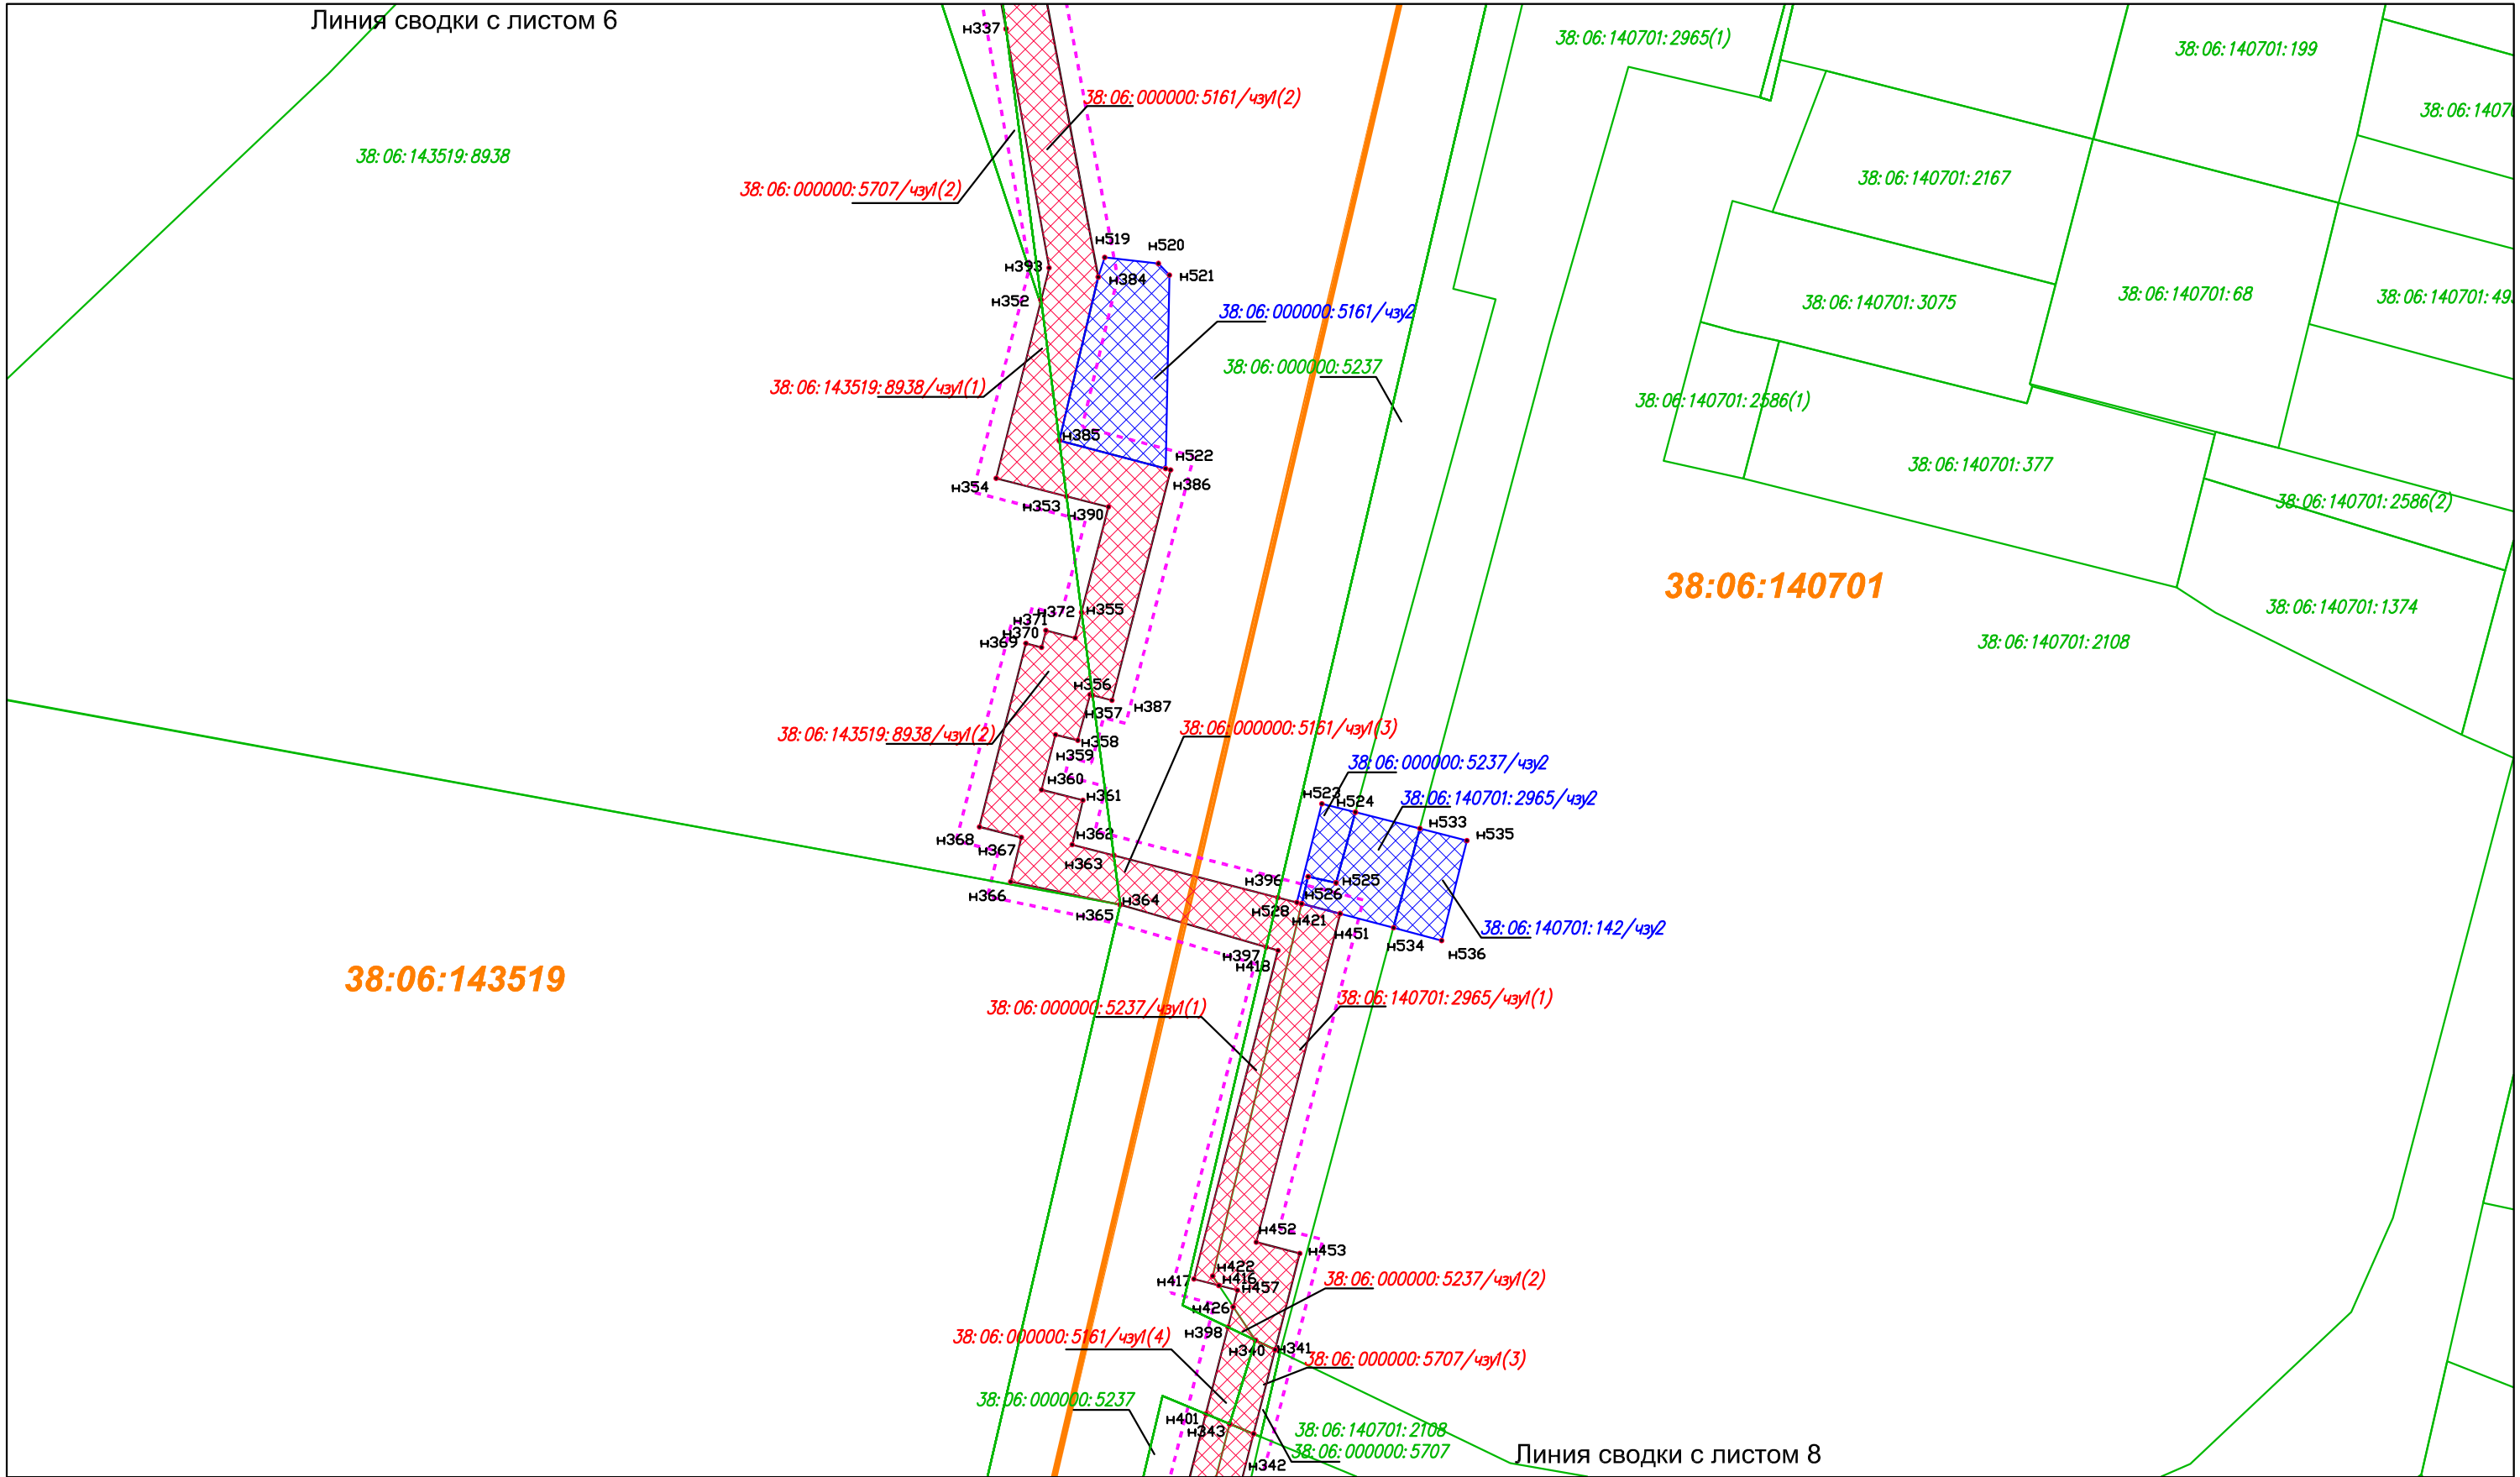 Линия сводки с листом 6
н337
38:06:140701:2965(1)
38:06:140701:199
38:06:000000:5161/чзу1(2)
38:06:1407
38:06:143519:8938
38:06:140701:2167
38:06:000000:5707/чзу1(2)
н519
н520
н393
н384
н521
н352
38:06:140701:3075
38:06:140701:68
38:06:140701:49
38:06:000000:5161/чзу2
38:06:000000:5237
38:06:143519:8938/чзу1(1)
38:06:140701:2586(1)
н385
н522
38:06:140701:377
н354
н386
н353
н390
38:06:140701:2586(2)
38:06:140701
38:06:140701:1374
н372
н355
н371
н370
н369
38:06:140701:2108
н356
н357
н387
38:06:000000:5161/чзу1(3)
38:06:143519:8938/чзу1(2)
н358
н359
38:06:000000:5237/чзу2
н360
н361
н523
н524
38:06:140701:2965/чзу2
н533
н535
н362
н368
н367
н363
н396
н525
н526
н366
н364
н365
н528
н421
н451
38:06:140701:142/чзу2
н534
н536
н397
н418
38:06:143519
38:06:140701:2965/чзу1(1)
38:06:000000:5237/чзу1(1)
н452
н453
н422
н417
н416
н457
38:06:000000:5237/чзу1(2)
н426
н398
38:06:000000:5161/чзу1(4)
н340
н341
38:06:000000:5707/чзу1(3)
38:06:000000:5237
н401
н343
38:06:140701:2108
38:06:000000:5707
н342
Линия сводки с листом 8